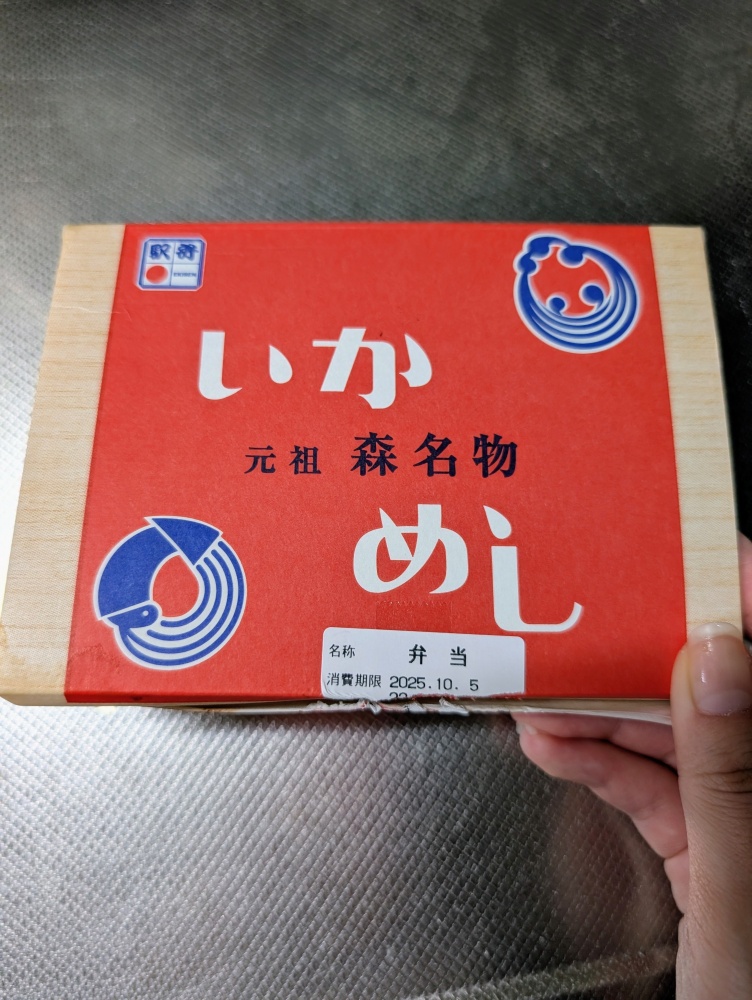 駅弁
EKIBEN
いか
元祖 森名物
めし
名称 弁当
消費期限 2025.10.5